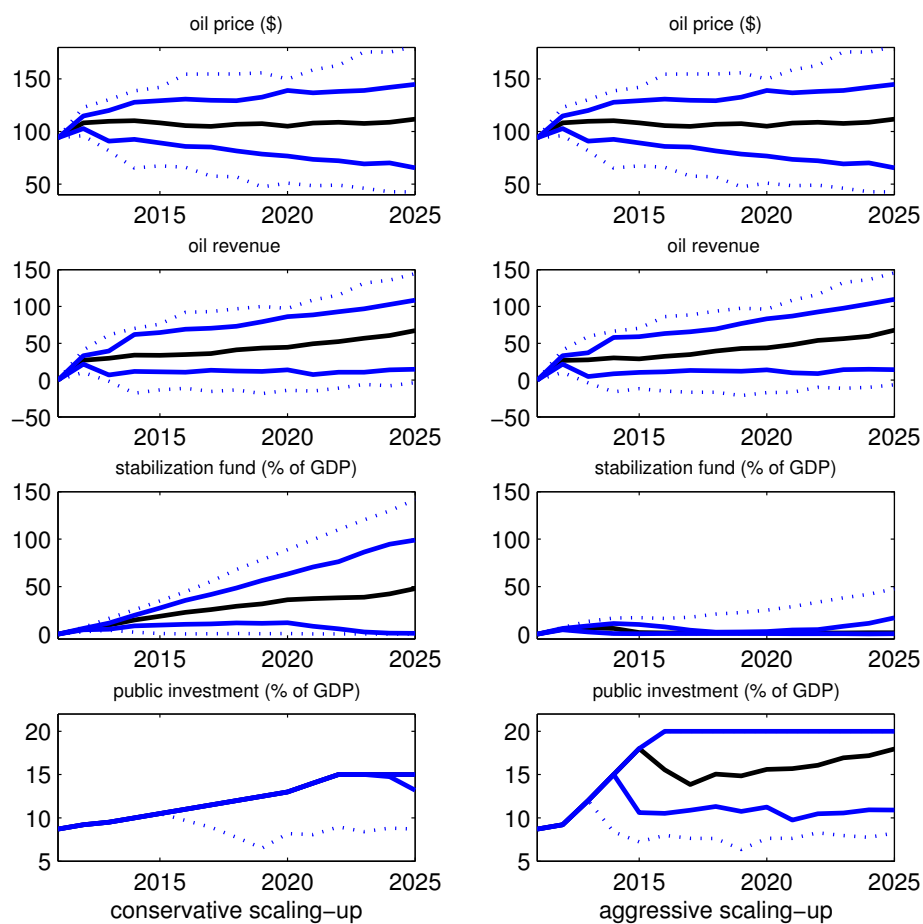 oil price ($) oil price ($)
150 150
100 100
50 50
2015 2020 2025 2015 2020 2025
oil revenue oil revenue
150 150
100 100
50 50
0 0
−50 −50
2015 2020 2025 2015 2020 2025
stabilization fund (% of GDP) stabilization fund (% of GDP)
150 150
100 100
50 50
0 0
2015 2020 2025 2015 2020 2025
public investment (% of GDP) public investment (% of GDP)
20 20
15 15
10 10
5 5
2015 2020 2025 2015 2020 2025
conservative scaling−up aggressive scaling−up